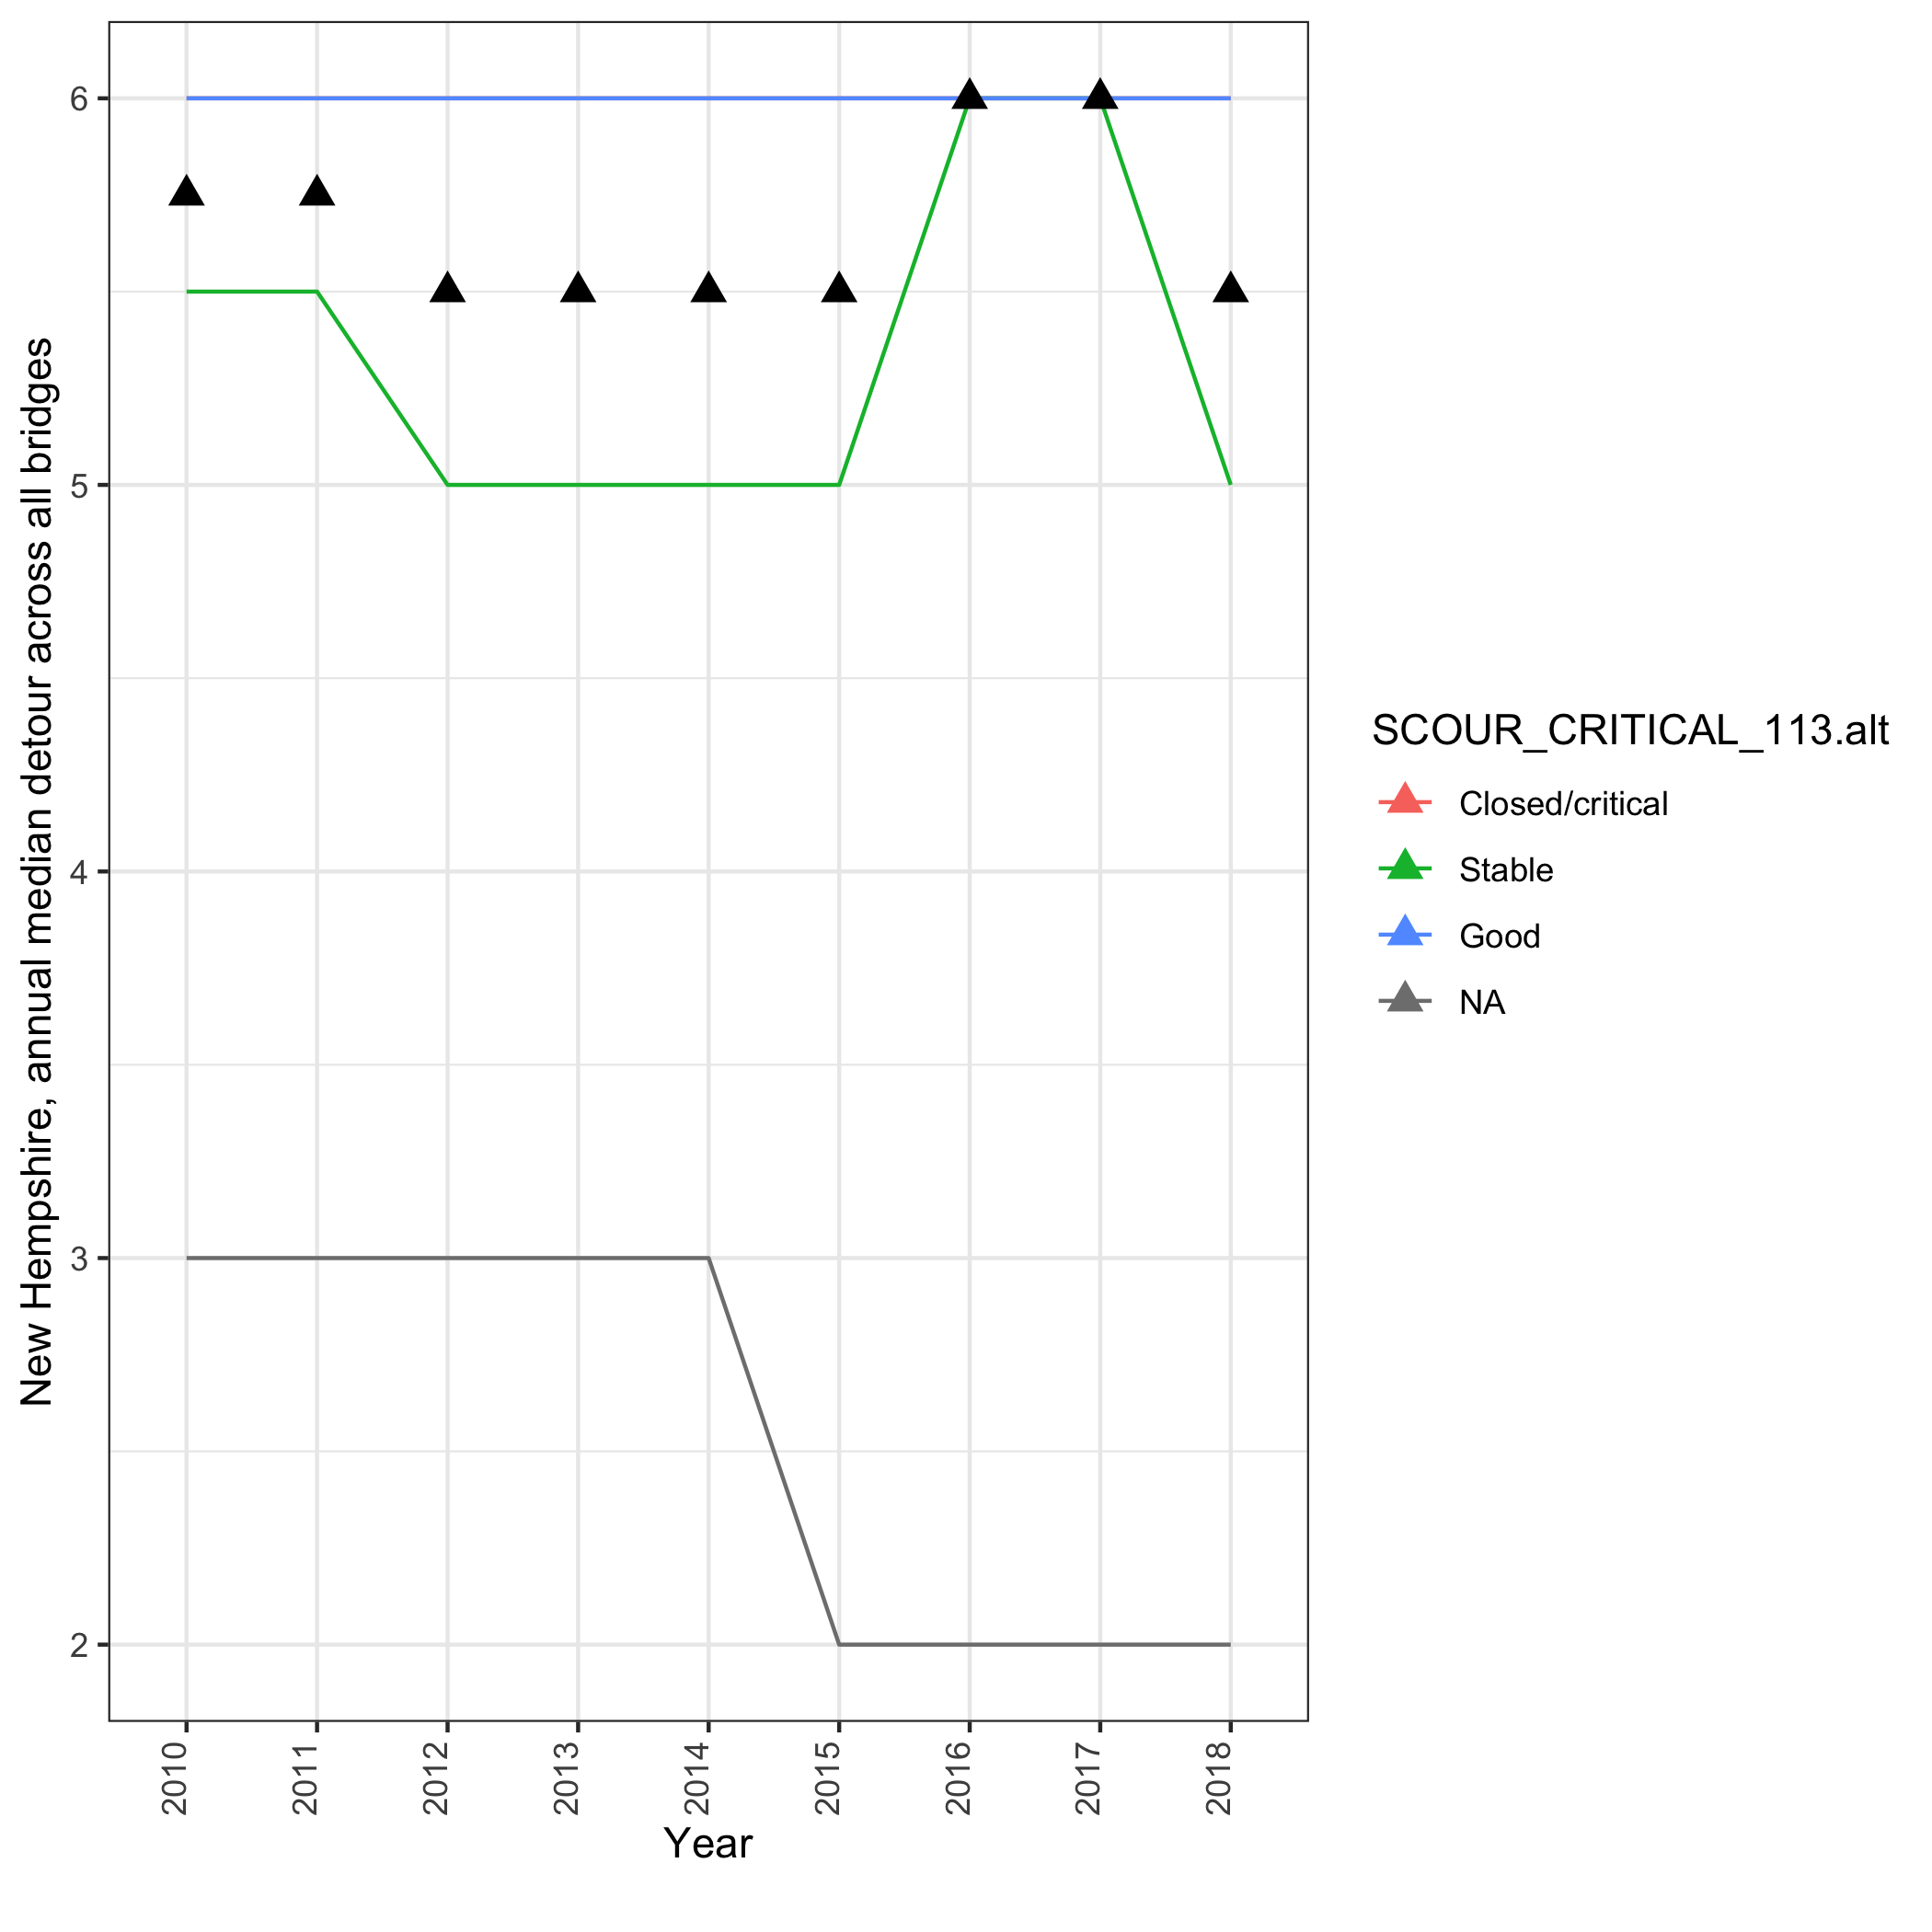 New Hempshire, annual median detour across all bridges
6
5
4
3
2
2010
2011
2012
2013
2014
2015
2016
2017
2018
Year
SCOUR_CRITICAL_113.alt
Closed/critical
Stable
Good
NA